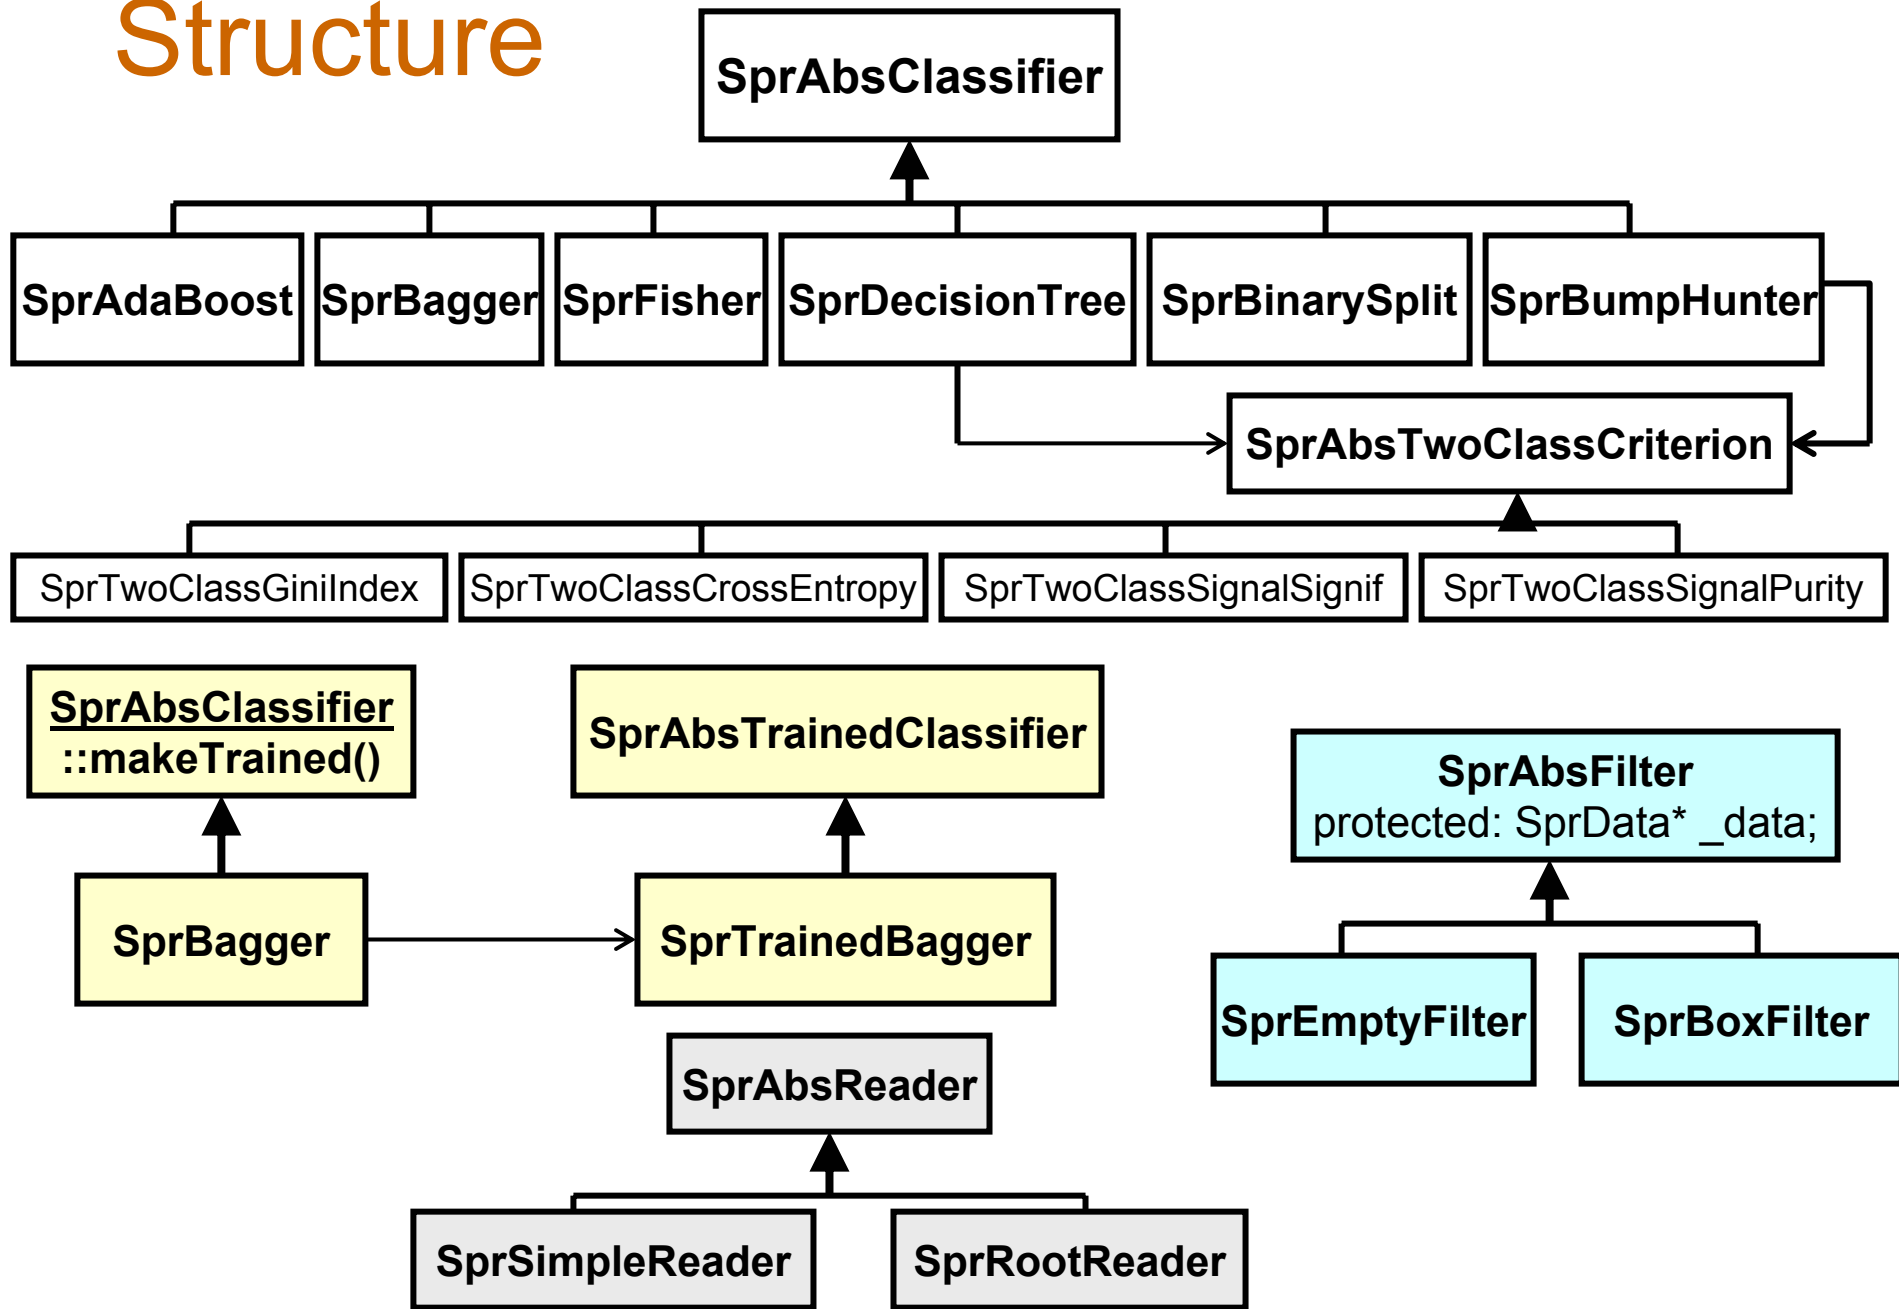 Structure
SprAbsClassifier
SprAdaBoost
SprBagger
SprFisher
SprDecisionTree
SprBinarySplit
SprBumpHunter
SprAbsTwoClassCriterion
SprTwoClassGiniIndex
SprTwoClassCrossEntropy
SprTwoClassSignalSignif
SprTwoClassSignalPurity
SprAbsClassifier
::makeTrained()
SprAbsTrainedClassifier
SprBagger
SprTrainedBagger
SprAbsFilter
protected: SprData* _data;
SprEmptyFilter
SprBoxFilter
SprAbsReader
SprSimpleReader
SprRootReader